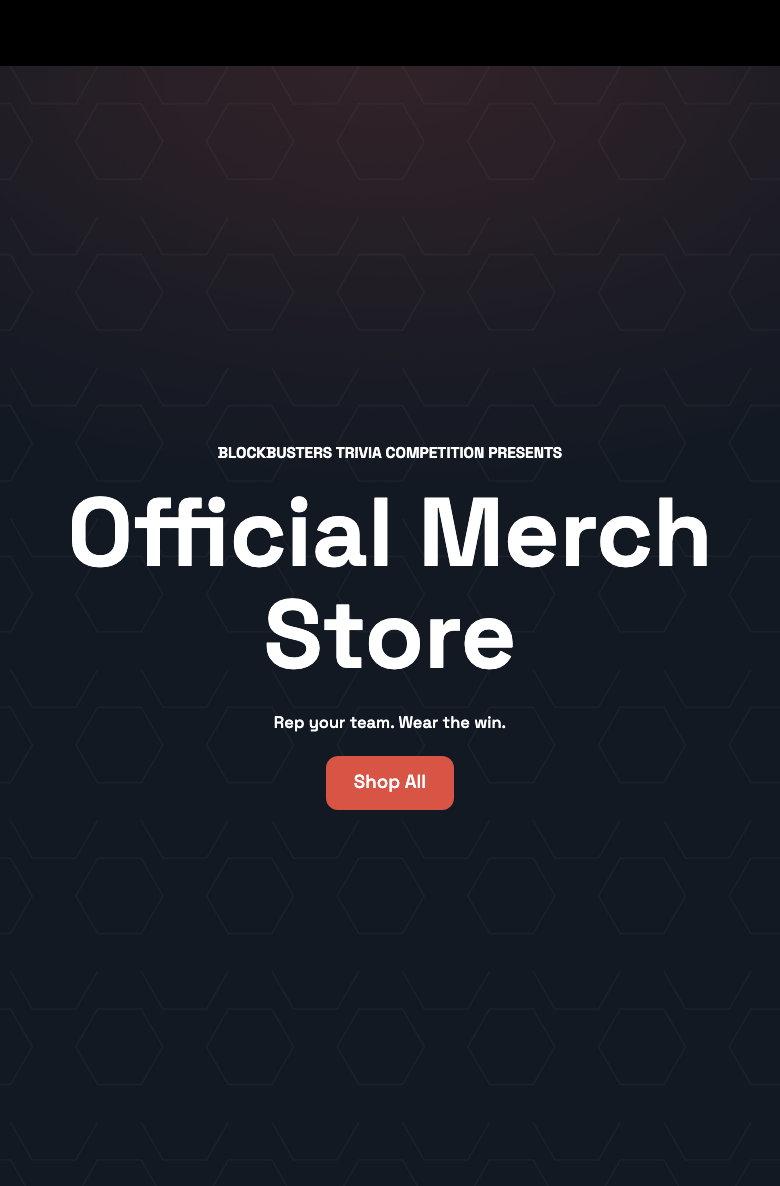 BLOCKBUSTERS TRIVIA COMPETITION PRESENTS
Official Merch
Store
Rep your team. Wear the win.
Shop All